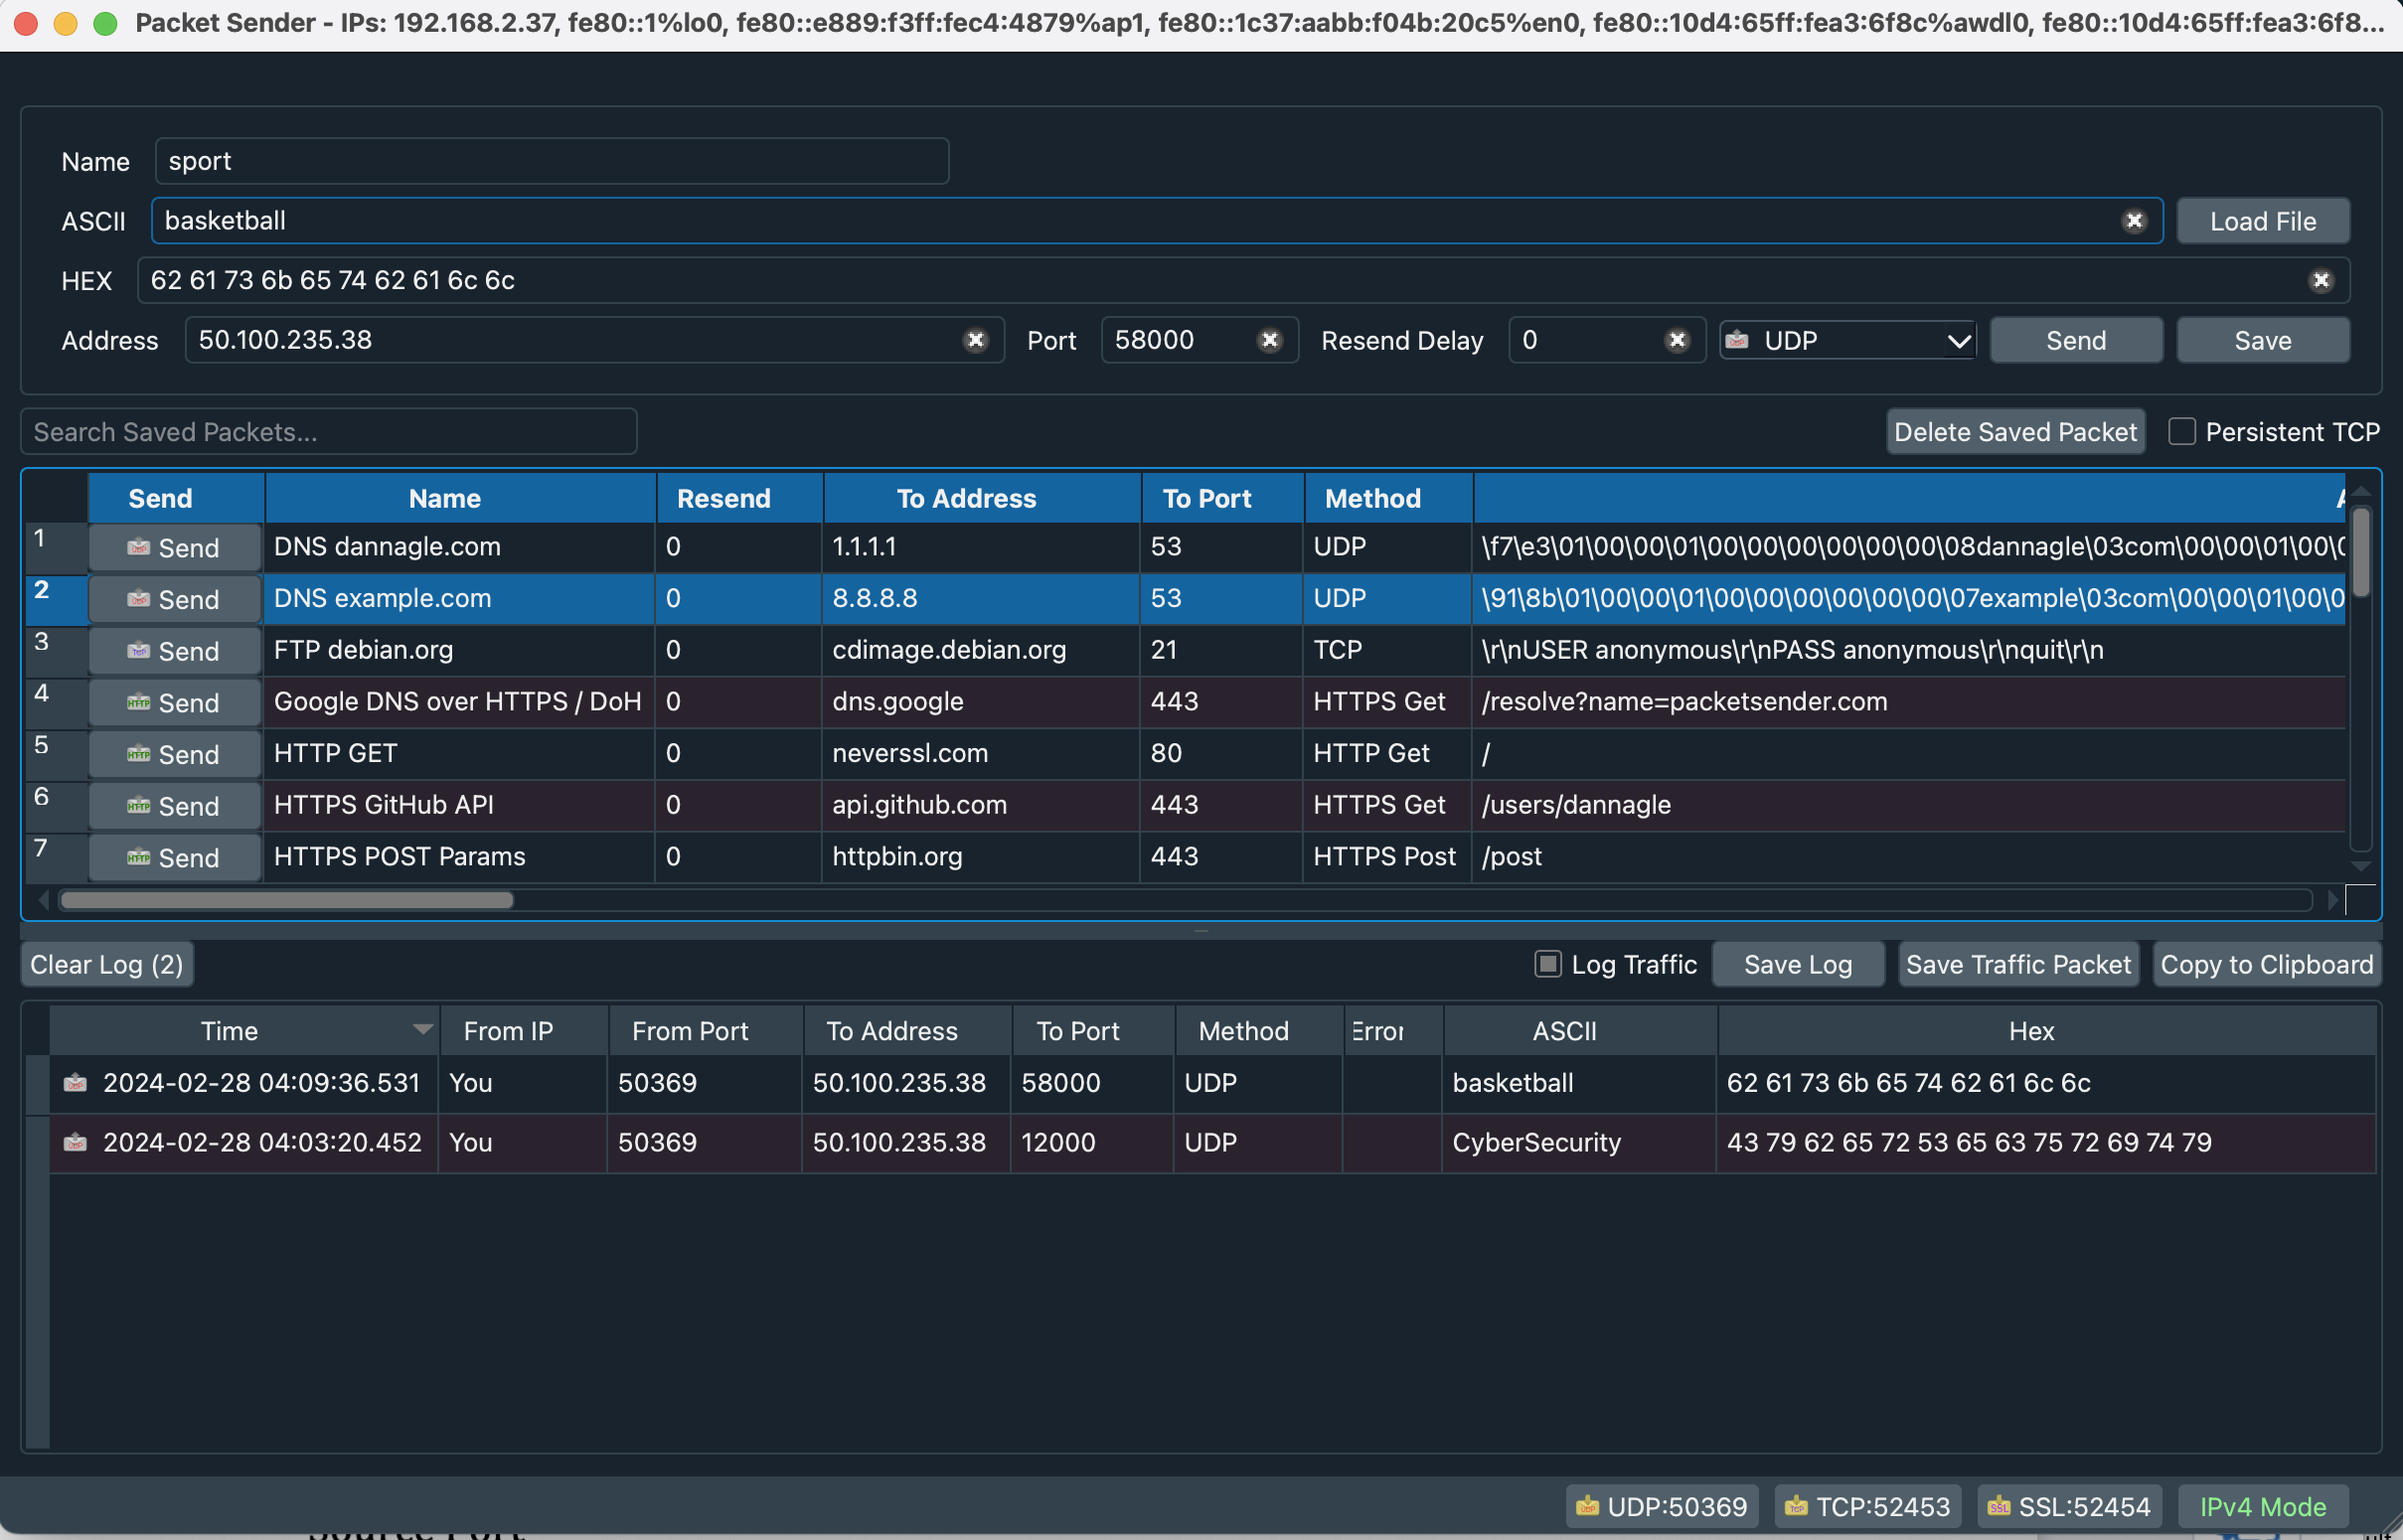 Packet Sender - IPs: 192.168.2.37, fe80::1%lo0, fe80::e889:f3ff:fec4:4879%ap1, fe80::1c37:aabb:f04b:20c5%en0, fe80::10d4:65ff:fea3:6f8c%awdl0, fe80::10d4:65ff:fea3:6f8...
Name sport
ASCII basketball Load File
HEX 62 61 73 6b 65 74 62 61 6c 6c
Address 50.100.235.38 Port 58000 Resend Delay 0 UDP Send Save
Search Saved Packets... Delete Saved Packet Persistent TCP
Send Name Resend To Address To Port Method
1 Send DNS dannagle.com 0 1.1.1.1 53 UDP \f7\e3\01\00\00\01\00\00\00\00\00\00\08dannagle\03com\00\00\01\00\0
2 Send DNS example.com 0 8.8.8.8 53 UDP \91\8b\01\00\00\01\00\00\00\00\00\00\07example\03com\00\00\01\00\0
3 Send FTP debian.org 0 cdimage.debian.org 21 TCP \r\nUSER anonymous\r\nPASS anonymous\r\nquit\r\n
4 Send Google DNS over HTTPS / DoH 0 dns.google 443 HTTPS Get /resolve?name=packetsender.com
5 Send HTTP GET 0 neverssl.com 80 HTTP Get /
6 Send HTTPS GitHub API 0 api.github.com 443 HTTPS Get /users/dannagle
7 Send HTTPS POST Params 0 httpbin.org 443 HTTPS Post /post
Clear Log (2) Log Traffic Save Log Save Traffic Packet Copy to Clipboard
Time From IP From Port To Address To Port Method Error ASCII Hex
2024-02-28 04:09:36.531 You 50369 50.100.235.38 58000 UDP basketball 62 61 73 6b 65 74 62 61 6c 6c
2024-02-28 04:03:20.452 You 50369 50.100.235.38 12000 UDP CyberSecurity 43 79 62 65 72 53 65 63 75 72 69 74 79
UDP:50369 TCP:52453 SSL:52454 IPv4 Mode